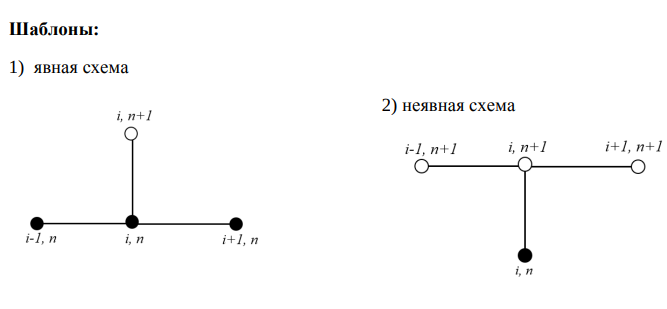 Шаблоны:
1) явная схема
i, n+1
i-1, n
i, n
i+1, n
2) неявная схема
i-1, n+1
i, n+1
i+1, n+1
i, n